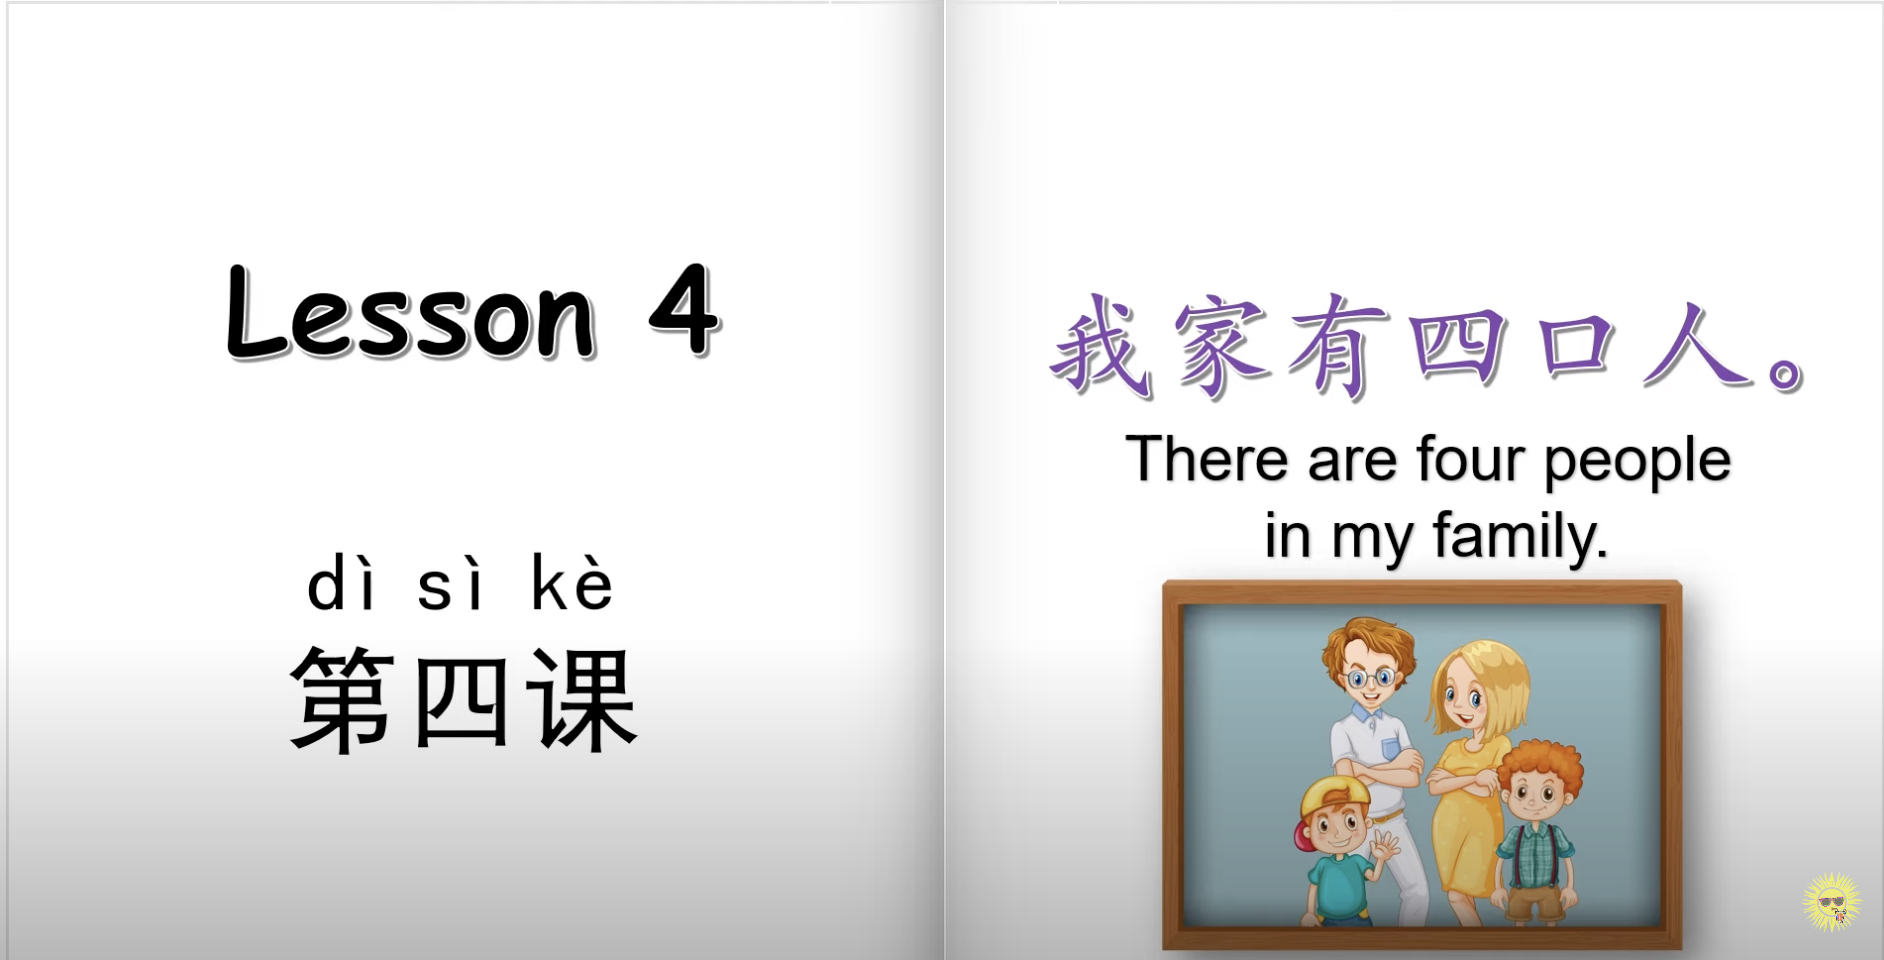 Lesson 4
dì sì kè
第四课
我家有四口人。
There are four people
in my family.